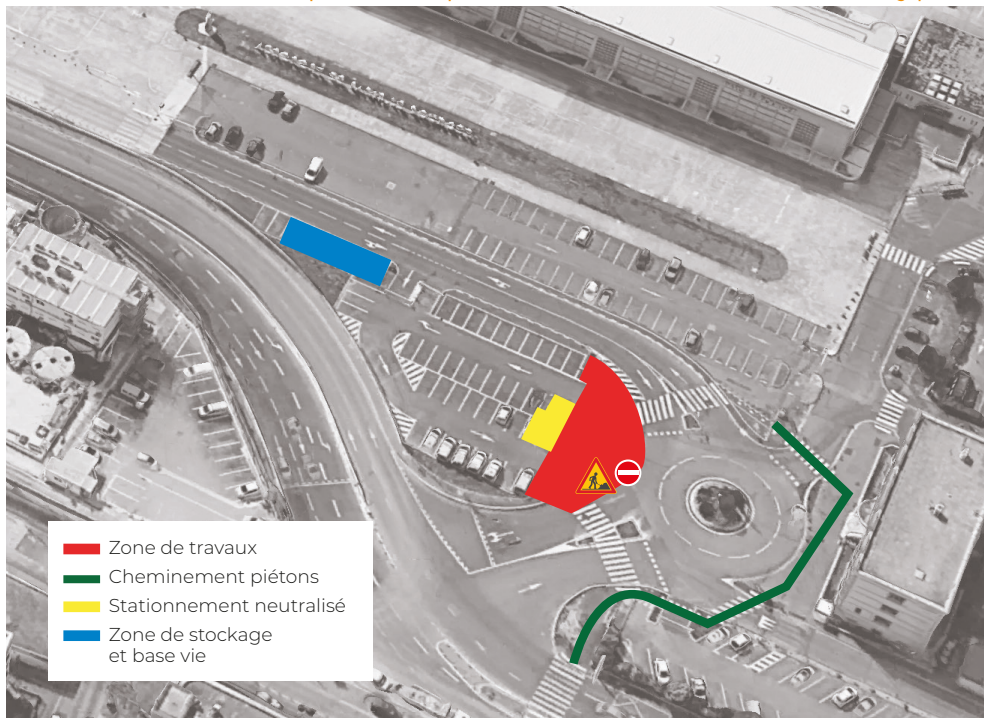 Zone de travaux
Cheminement piétons
Stationnement neutralisé
Zone de stockage
et base vie